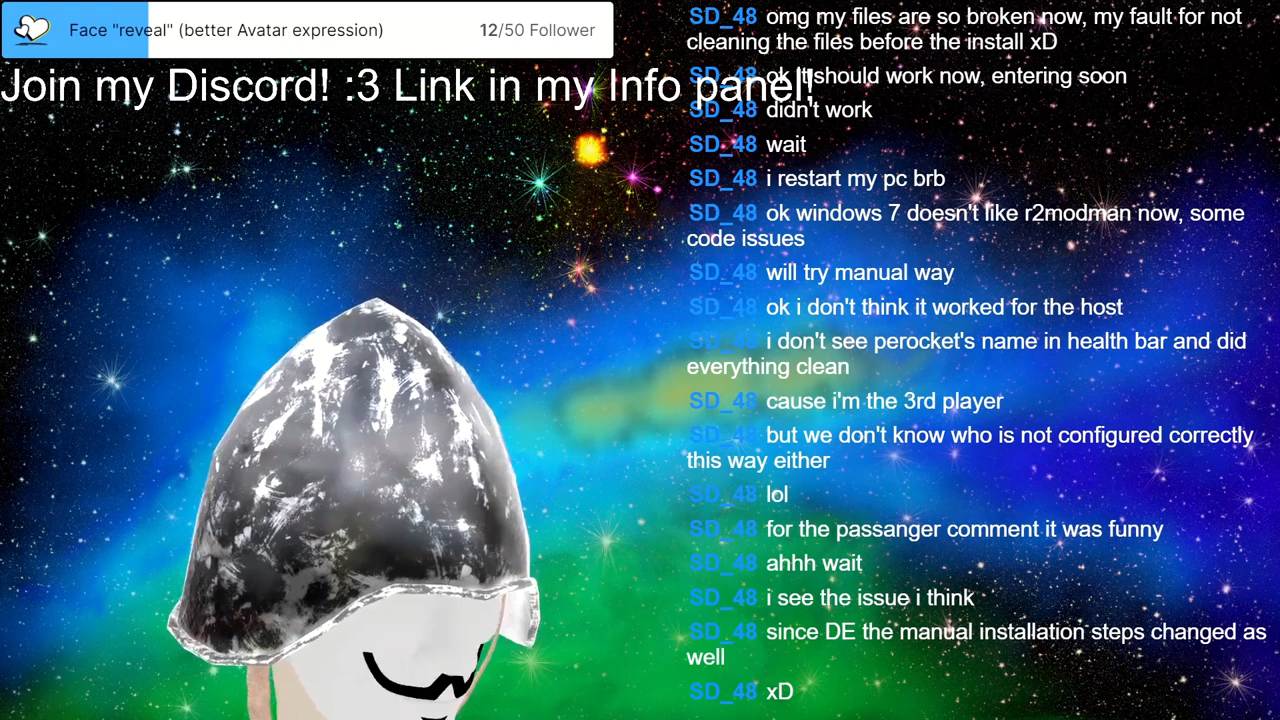 Face "reveal" (better Avatar expression) 12/50 Follower
Join my Discord! :3 Link in my Info panel!
SD_48 omg my files are so broken now, my fault for not
cleaning the files before the install xD
SD_48 ok it should work now, entering soon
SD_48 didn't work
SD_48 wait
SD_48 i restart my pc brb
SD_48 ok windows 7 doesn't like r2modman now, some
code issues
SD_48 will try manual way
SD_48 ok i don't think it worked for the host
SD_48 i don't see perocket's name in health bar and did
everything clean
SD_48 cause i'm the 3rd player
SD_48 but we don't know who is not configured correctly
this way either
SD_48 lol
SD_48 for the passanger comment it was funny
SD_48 ahhh wait
SD_48 i see the issue i think
SD_48 since DE the manual installation steps changed as
well
SD_48 xD